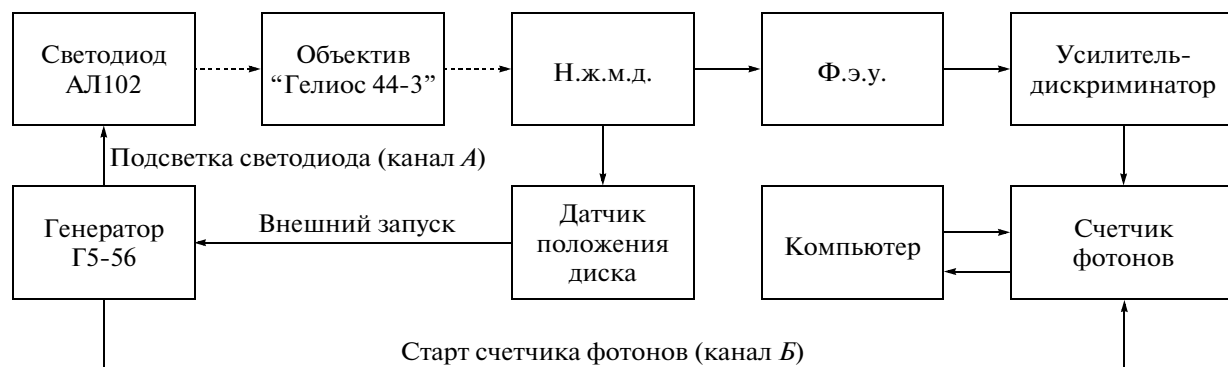 Светодиод
АЛ102
Объектив
“Гелиос 44-3”
Н.ж.м.д.
Ф.э.у.
Усилитель-
дискриминатор
Подсветка светодиода (канал А)
Генератор
Г5-56
Внешний запуск
Датчик
положения
диска
Компьютер
Счетчик
фотонов
Старт счетчика фотонов (канал Б)